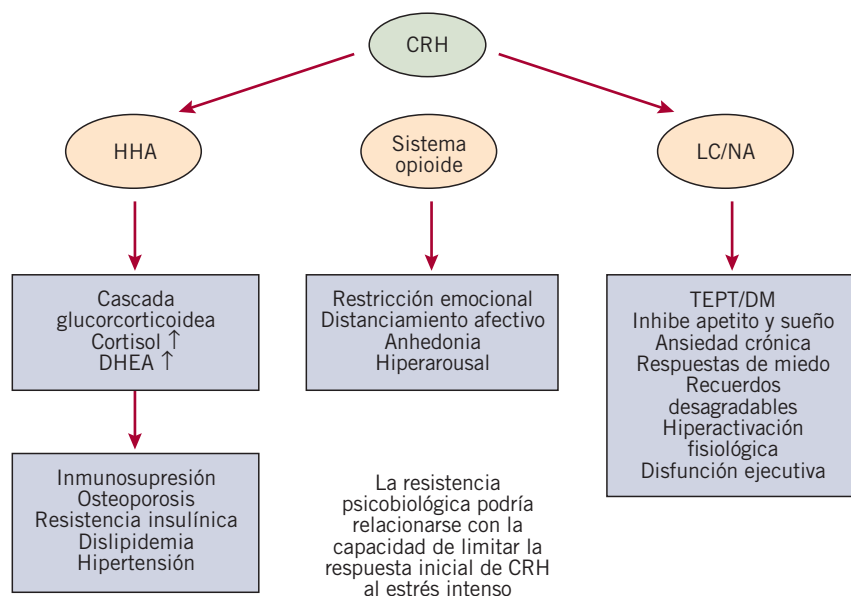 CRH
HHA
Sistema
opioide
LC/NA
Cascada
glucorcorticoidea
Cortisol ↑
DHEA ↑
Restricción emocional
Distanciamiento afectivo
Anhedonia
Hiperarousal
TEPT/DM
Inhibe apetito y sueño
Ansiedad crónica
Respuestas de miedo
Recuerdos
desagradables
Hiperactivación
fisiológica
Disfunción ejecutiva
Inmunosupresión
Osteoporosis
Resistencia insulínica
Dislipidemia
Hipertensión
La resistencia
psicobiológica podría
relacionarse con la
capacidad de limitar la
respuesta inicial de CRH
al estrés intenso